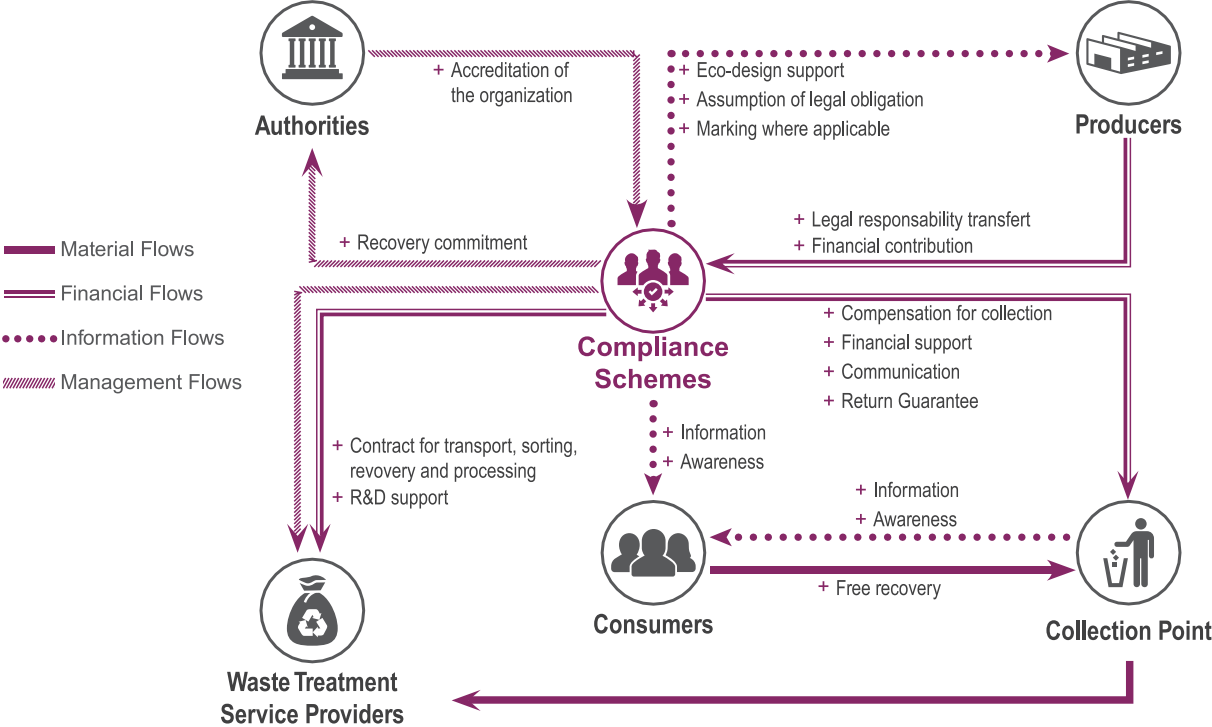 + Accreditation of
the organization
Authorities
+ Eco-design support
+ Assumption of legal obligation
+ Marking where applicable
Producers
+ Recovery commitment
+ Legal responsability transfert
+ Financial contribution
Material Flows
Financial Flows
Information Flows
Management Flows
Compliance
Schemes
+ Compensation for collection
+ Financial support
+ Communication
+ Return Guarantee
+ Contract for transport, sorting,
revovery and processing
+ R&D support
+ Information
+ Awareness
+ Information
+ Awareness
+ Free recovery
Consumers
Collection Point
Waste Treatment
Service Providers